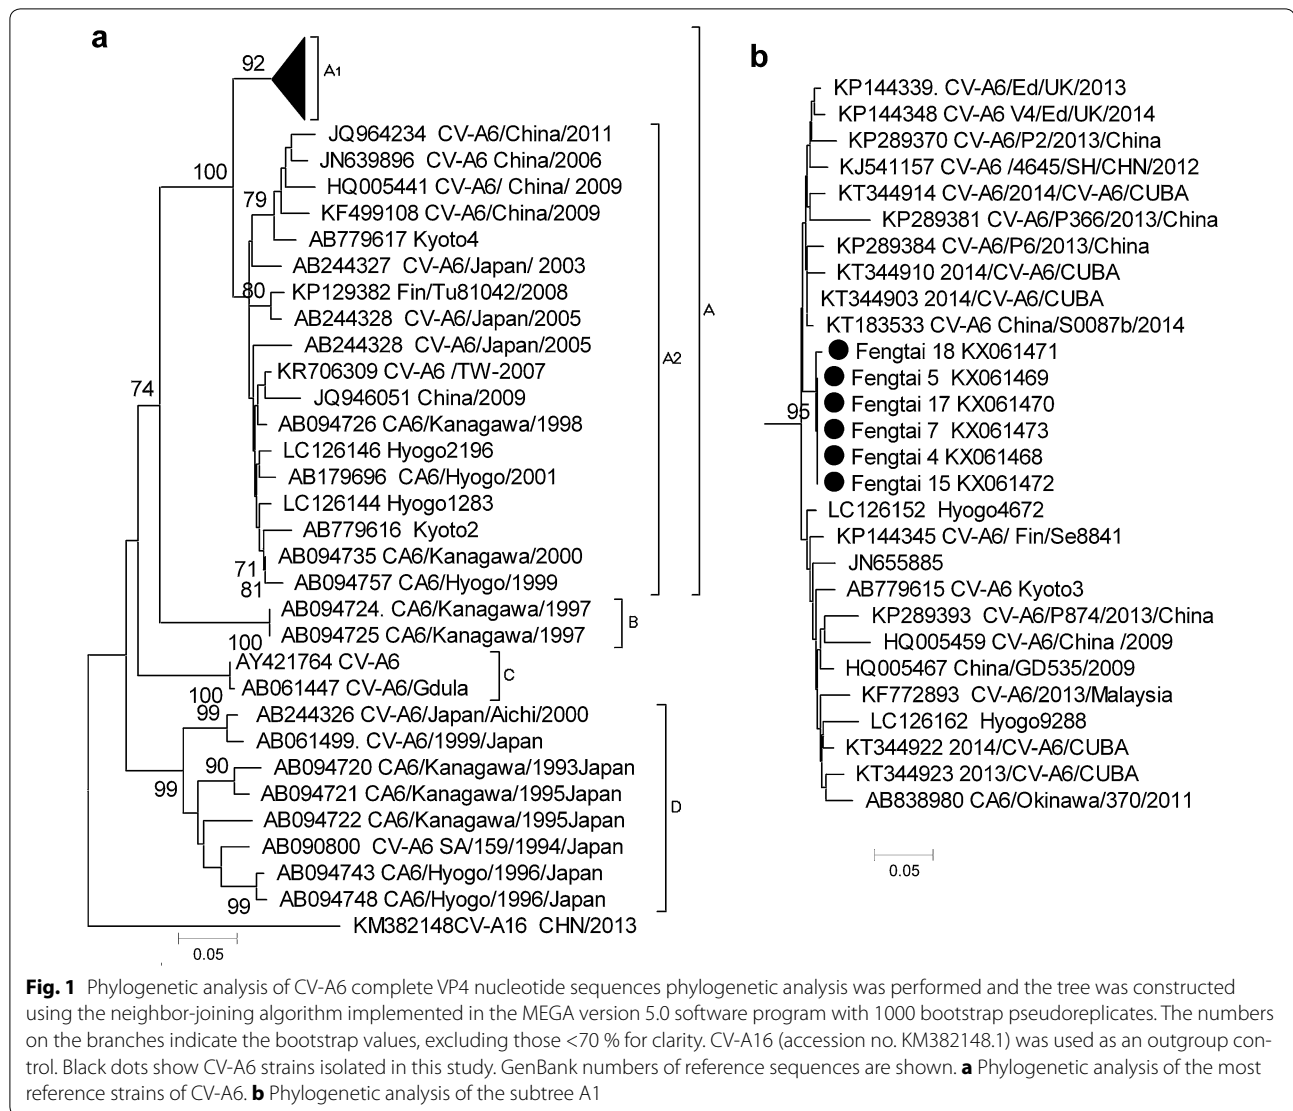 a
92
A1
JQ964234 CV-A6/China/2011
JN639896 CV-A6 China/2006
100
HQ005441 CV-A6/ China/ 2009
79
KF499108 CV-A6/China/2009
AB779617 Kyoto4
AB244327 CV-A6/Japan/ 2003
80
KP129382 Fin/Tu81042/2008
AB244328 CV-A6/Japan/2005
A
AB244328 CV-A6/Japan/2005
A2
KR706309 CV-A6 /TW-2007
74
JQ946051 China/2009
AB094726 CA6/Kanagawa/1998
LC126146 Hyogo2196
AB179696 CA6/Hyogo/2001
LC126144 Hyogo1283
AB779616 Kyoto2
AB094735 CA6/Kanagawa/2000
71
AB094757 CA6/Hyogo/1999
81
AB094724. CA6/Kanagawa/1997
B
AB094725 CA6/Kanagawa/1997
100
AY421764 CV-A6
C
AB061447 CV-A6/Gdula
100
99
AB244326 CV-A6/Japan/Aichi/2000
AB061499. CV-A6/1999/Japan
90
AB094720 CA6/Kanagawa/1993Japan
99
AB094721 CA6/Kanagawa/1995Japan
D
AB094722 CA6/Kanagawa/1995Japan
AB090800 CV-A6 SA/159/1994/Japan
AB094743 CA6/Hyogo/1996/Japan
AB094748 CA6/Hyogo/1996/Japan
99
KM382148CV-A16 CHN/2013
0.05
b
KP144339. CV-A6/Ed/UK/2013
KP144348 CV-A6 V4/Ed/UK/2014
KP289370 CV-A6/P2/2013/China
KJ541157 CV-A6 /4645/SH/CHN/2012
KT344914 CV-A6/2014/CV-A6/CUBA
KP289381 CV-A6/P366/2013/China
KP289384 CV-A6/P6/2013/China
KT344910 2014/CV-A6/CUBA
KT344903 2014/CV-A6/CUBA
KT183533 CV-A6 China/S0087b/2014
Fengtai 18 KX061471
Fengtai 5 KX061469
95
Fengtai 17 KX061470
Fengtai 7 KX061473
Fengtai 4 KX061468
Fengtai 15 KX061472
LC126152 Hyogo4672
KP144345 CV-A6/ Fin/Se8841
JN655885
AB779615 CV-A6 Kyoto3
KP289393 CV-A6/P874/2013/China
HQ005459 CV-A6/China /2009
HQ005467 China/GD535/2009
KF772893 CV-A6/2013/Malaysia
LC126162 Hyogo9288
KT344922 2014/CV-A6/CUBA
KT344923 2013/CV-A6/CUBA
AB838980 CA6/Okinawa/370/2011
0.05
Fig. 1 Phylogenetic analysis of CV-A6 complete VP4 nucleotide sequences phylogenetic analysis was performed and the tree was constructed
using the neighbor-joining algorithm implemented in the MEGA version 5.0 software program with 1000 bootstrap pseudoreplicates. The numbers
on the branches indicate the bootstrap values, excluding those <70 % for clarity. CV-A16 (accession no. KM382148.1) was used as an outgroup con-
trol. Black dots show CV-A6 strains isolated in this study. GenBank numbers of reference sequences are shown. a Phylogenetic analysis of the most
reference strains of CV-A6. b Phylogenetic analysis of the subtree A1